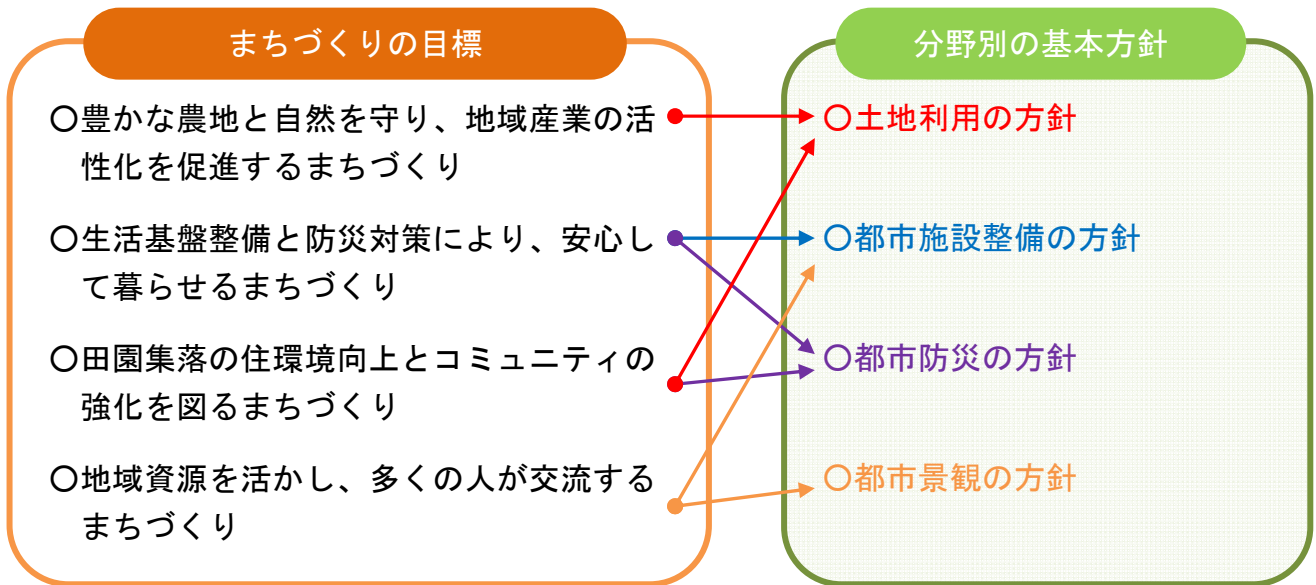 まちづくりの目標
〇豊かな農地と自然を守り、地域産業の活
性化を促進するまちづくり
〇生活基盤整備と防災対策により、安心し
て暮らせるまちづくり
〇田園集落の住環境向上とコミュニティの
強化を図るまちづくり
〇地域資源を活かし、多くの人が交流する
まちづくり
分野別の基本方針
〇土地利用の方針
〇都市施設整備の方針
〇都市防災の方針
〇都市景観の方針